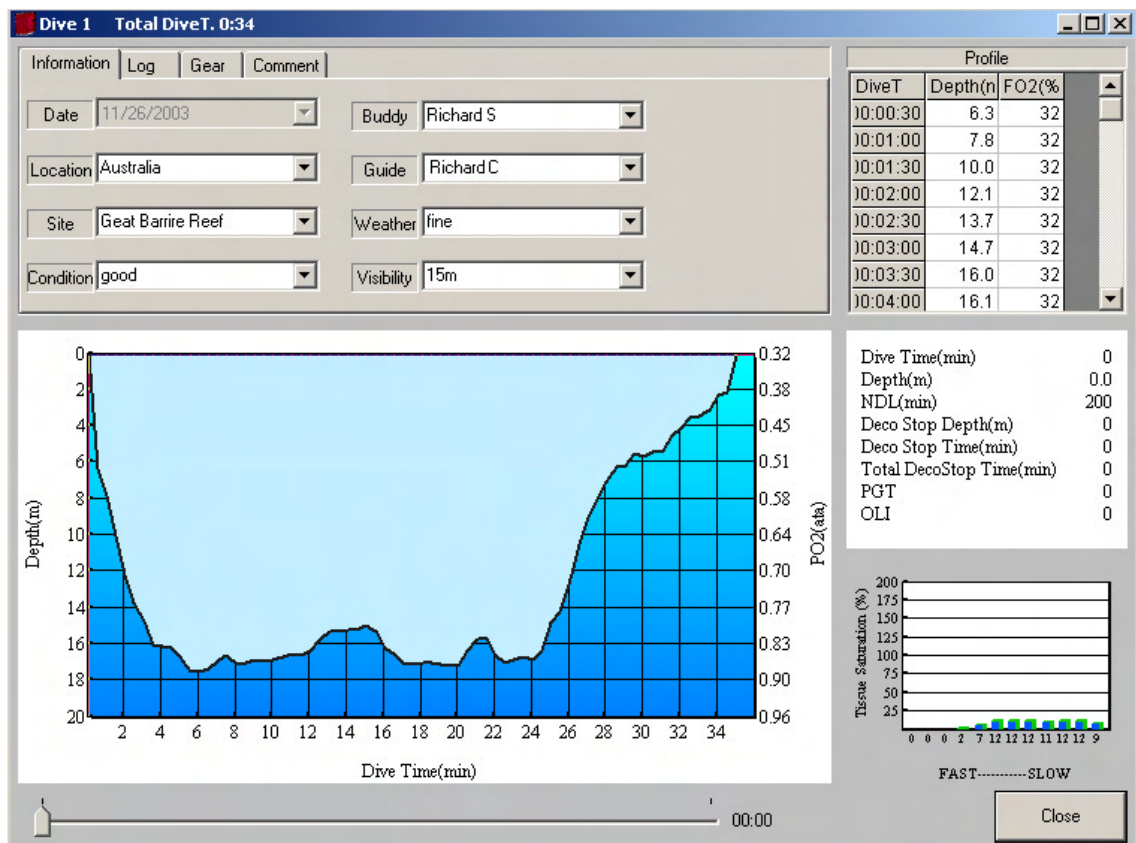 Dive 1 Total DiveT. 0:34
Information Log Gear Comment
Date 11/26/2003 Buddy Richard S
Location Australia Guide Richard C
Site Geat Barrire Reef Weather fine
Condition good Visibility 15m
Profile
DiveT Depth(n FO2(%
00:00:30 6.3 32
00:01:00 7.8 32
00:01:30 10.0 32
00:02:00 12.1 32
00:02:30 13.7 32
00:03:00 14.7 32
00:03:30 16.0 32
00:04:00 16.1 32
Depth(m)
0
2
4
6
8
10
12
14
16
18
20
2 4 6 8 10 12 14 16 18 20 22 24 26 28 30 32 34
Dive Time(min)
0.32
0.38
0.45
0.51
0.58
0.64
0.70
0.77
0.83
0.90
0.96
PO2(ata)
Dive Time(min) 0
Depth(m) 0.0
NDL(min) 200
Deco Stop Depth(m) 0
Deco Stop Time(min) 0
Total DecoStop Time(min) 0
PGT 0
OLI 0
Tissue Saturation (%)
200
175
150
125
100
75
50
25
0 0 0 2 7 12 12 12 11 12 12 9
FAST----------SLOW
00:00
Close